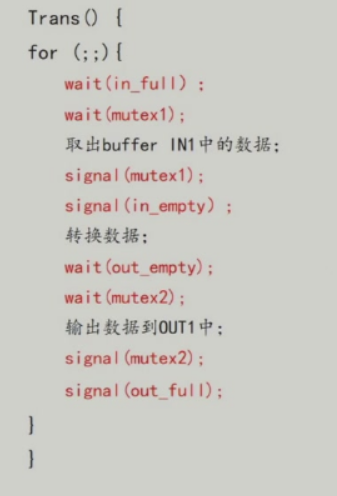 Trans() {
for (;;){
wait(in_full) ;
wait(mutex1);
取出buffer IN1中的数据;
signal(mutex1);
signal(in_empty) ;
转换数据;
wait(out_empty);
wait(mutex2);
输出数据到OUT1中;
signal(mutex2);
signal(out_full);
}
}